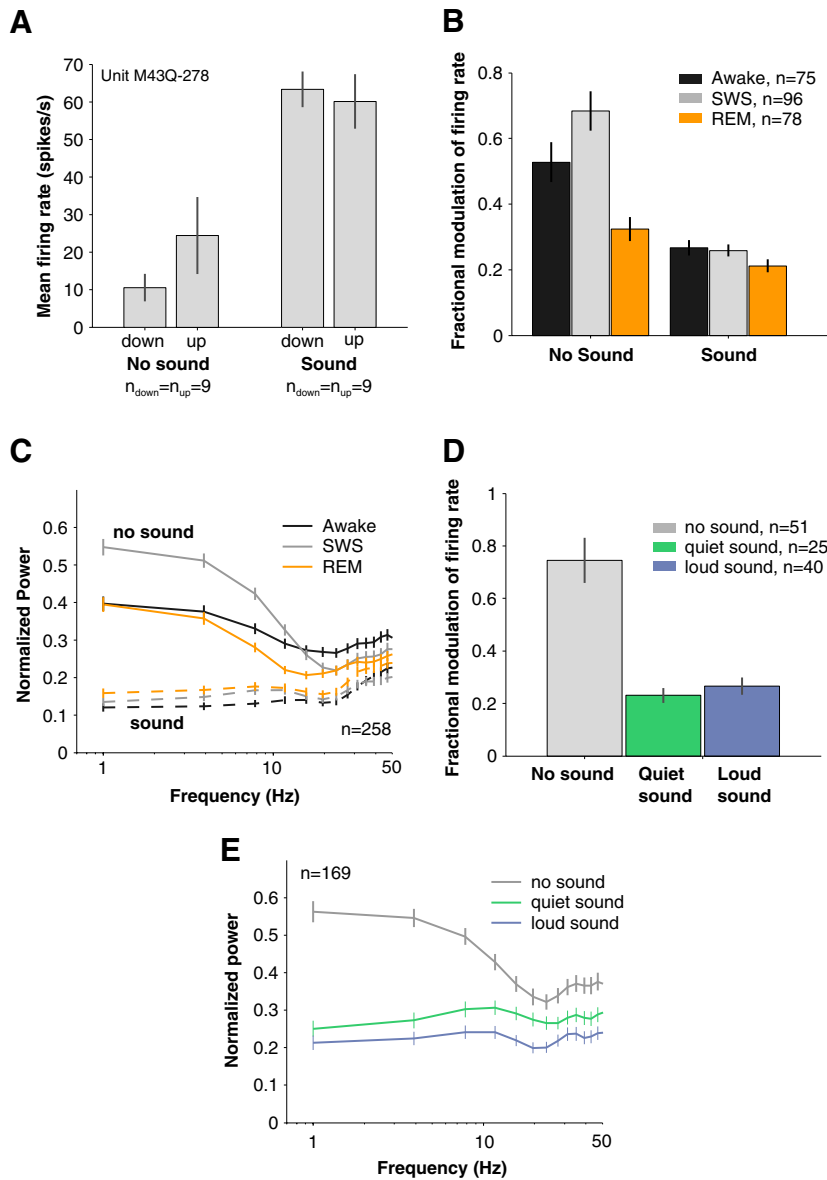 A
Unit M43Q-278
Mean firing rate (spikes/s)
70
60
50
40
30
20
10
0
down up down up
No sound Sound
n_down=n_up=9 n_down=n_up=9
B
Fractional modulation of firing rate
0.8
0.6
0.4
0.2
0
Awake, n=75
SWS, n=96
REM, n=78
No Sound Sound
C
Normalized Power
0.6
0.5
0.4
0.3
0.2
0.1
0
no sound
Awake
SWS
REM
sound
n=258
1 10 50
Frequency (Hz)
D
Fractional modulation of firing rate
1
0.8
0.6
0.4
0.2
0
no sound, n=51
quiet sound, n=25
loud sound, n=40
No sound Quiet Loud
sound sound
E
Normalized power
n=169
0.6
0.5
0.4
0.3
0.2
0.1
0
no sound
quiet sound
loud sound
1 10 50
Frequency (Hz)